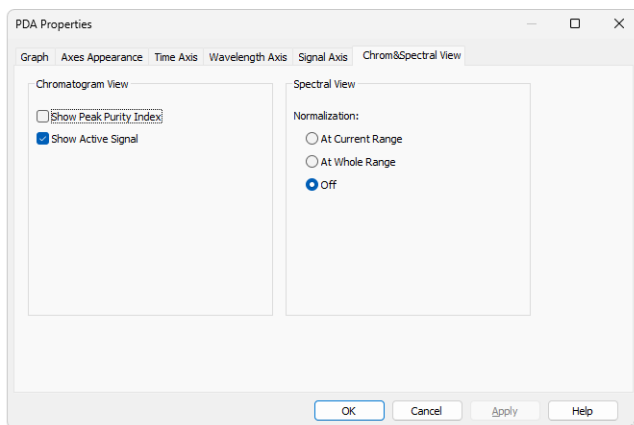 PDA Properties
Graph Axes Appearance Time Axis Wavelength Axis Signal Axis Chrom&Spectral View
Chromatogram View
Show Peak Purity Index
Show Active Signal
Spectral View
Normalization:
At Current Range
At Whole Range
Off
OK Cancel Apply Help